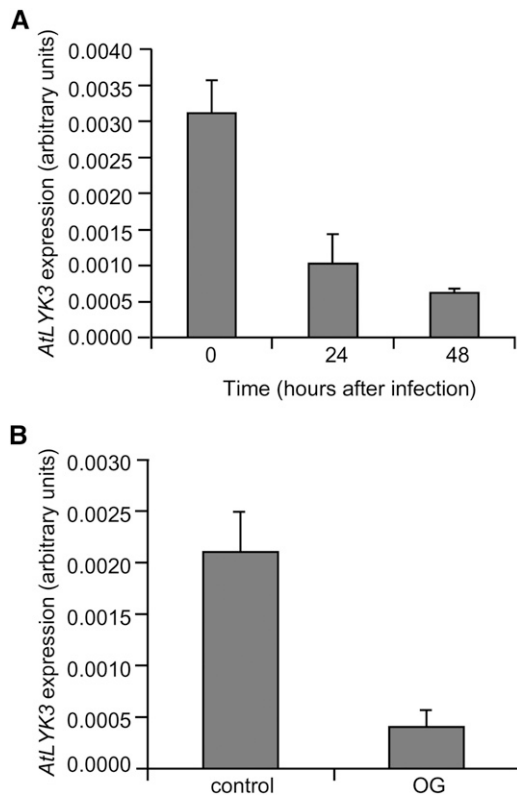 A
AtLYK3 expression (arbitrary units)
0.0040
0.0035
0.0030
0.0025
0.0020
0.0015
0.0010
0.0005
0.0000
0 24 48
Time (hours after infection)
B
AtLYK3 expression (arbitrary units)
0.0030
0.0025
0.0020
0.0015
0.0010
0.0005
0.0000
control OG